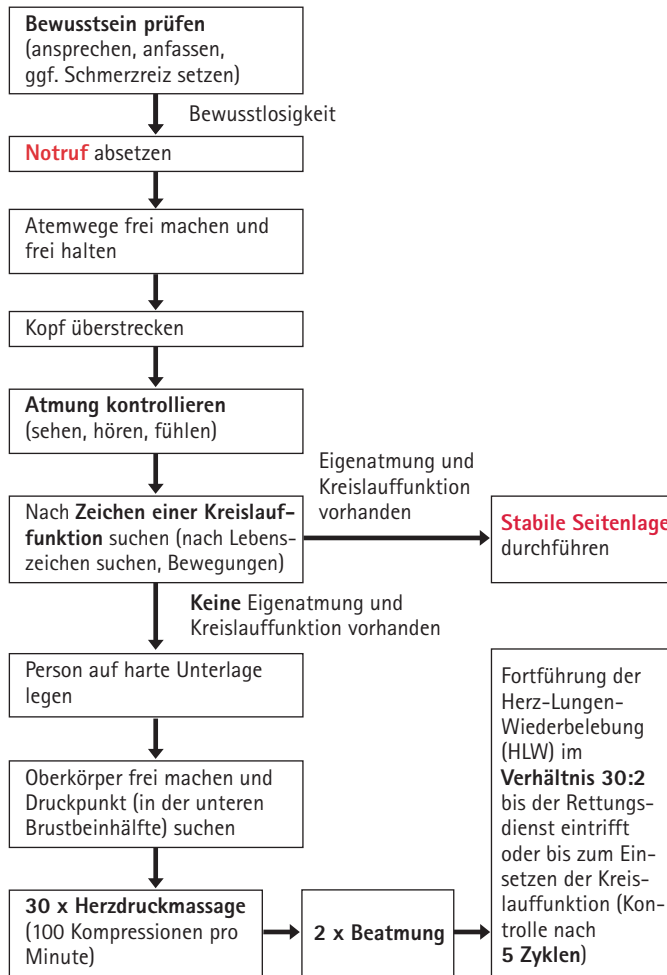 Bewusstsein prüfen
(ansprechen, anfassen,
ggf. Schmerzreiz setzen)
Bewusstlosigkeit
Notruf absetzen
Atemwege frei machen und
frei halten
Kopf überstrecken
Atmung kontrollieren
(sehen, hören, fühlen)
Eigenatmung und
Kreislauffunktion
vorhanden
Nach Zeichen einer Kreislauf-
funktion suchen (nach Lebens-
zeichen suchen, Bewegungen)
Stabile Seitenlage
durchführen
Keine Eigenatmung und
Kreislauffunktion vorhanden
Person auf harte Unterlage
legen
Oberkörper frei machen und
Druckpunkt (in der unteren
Brustbeinhälfte) suchen
30 x Herzdruckmassage
(100 Kompressionen pro
Minute)
2 x Beatmung
Fortführung der
Herz-Lungen-
Wiederbelebung
(HLW) im
Verhältnis 30:2
bis der Rettungs-
dienst eintrifft
oder bis zum Ein-
setzen der Kreis-
lauffunktion (Kon-
trolle nach
5 Zyklen)